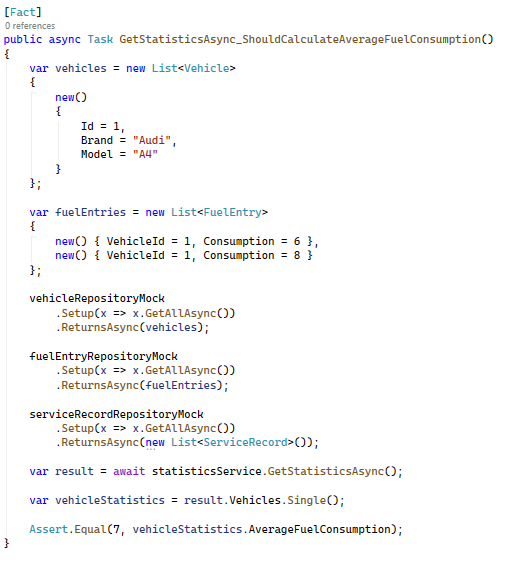 [Fact]
0 references
public async Task GetStatisticsAsync_ShouldCalculateAverageFuelConsumption()
{
    var vehicles = new List<Vehicle>
    {
        new()
        {
            Id = 1,
            Brand = "Audi",
            Model = "A4"
        }
    };

    var fuelEntries = new List<FuelEntry>
    {
        new() { VehicleId = 1, Consumption = 6 },
        new() { VehicleId = 1, Consumption = 8 }
    };

    vehicleRepositoryMock
        .Setup(x => x.GetAllAsync())
        .ReturnsAsync(vehicles);

    fuelEntryRepositoryMock
        .Setup(x => x.GetAllAsync())
        .ReturnsAsync(fuelEntries);

    serviceRecordRepositoryMock
        .Setup(x => x.GetAllAsync())
        .ReturnsAsync(new List<ServiceRecord>());

    var result = await statisticsService.GetStatisticsAsync();

    var vehicleStatistics = result.Vehicles.Single();

    Assert.Equal(7, vehicleStatistics.AverageFuelConsumption);
}